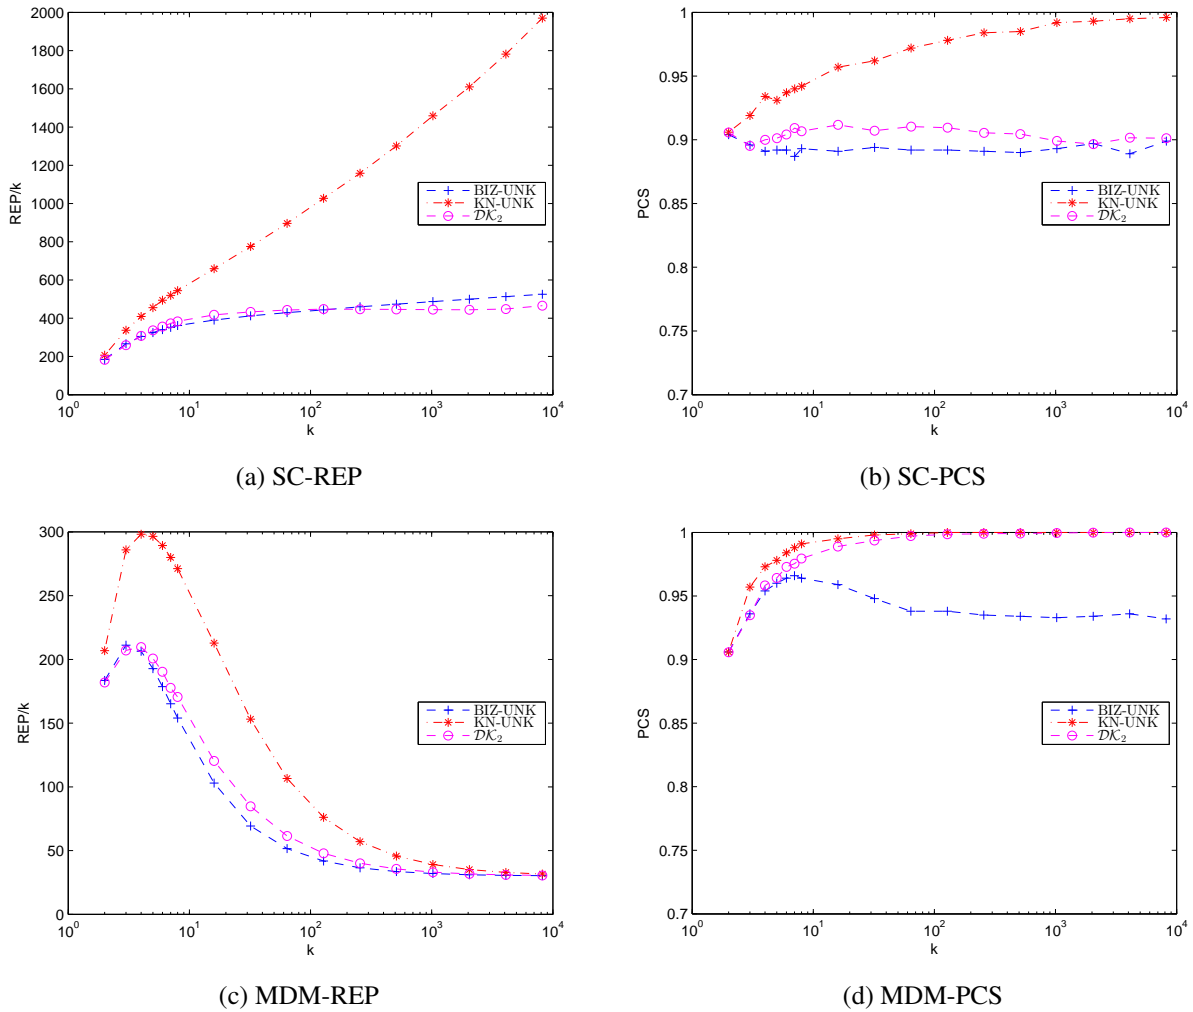 2000
1800
1600
1400
1200
1000
800
600
400
200
0
REP/k
10^0
10^1
10^2
10^3
10^4
k
BIZ-UNK
KN-UNK
𝒟𝒦₂
(a) SC-REP
1
0.95
0.9
0.85
0.8
0.75
0.7
PCS
10^0
10^1
10^2
10^3
10^4
k
BIZ-UNK
KN-UNK
𝒟𝒦₂
(b) SC-PCS
300
250
200
150
100
50
0
REP/k
10^0
10^1
10^2
10^3
10^4
k
BIZ-UNK
KN-UNK
𝒟𝒦₂
(c) MDM-REP
1
0.95
0.9
0.85
0.8
0.75
0.7
PCS
10^0
10^1
10^2
10^3
10^4
k
BIZ-UNK
KN-UNK
𝒟𝒦₂
(d) MDM-PCS